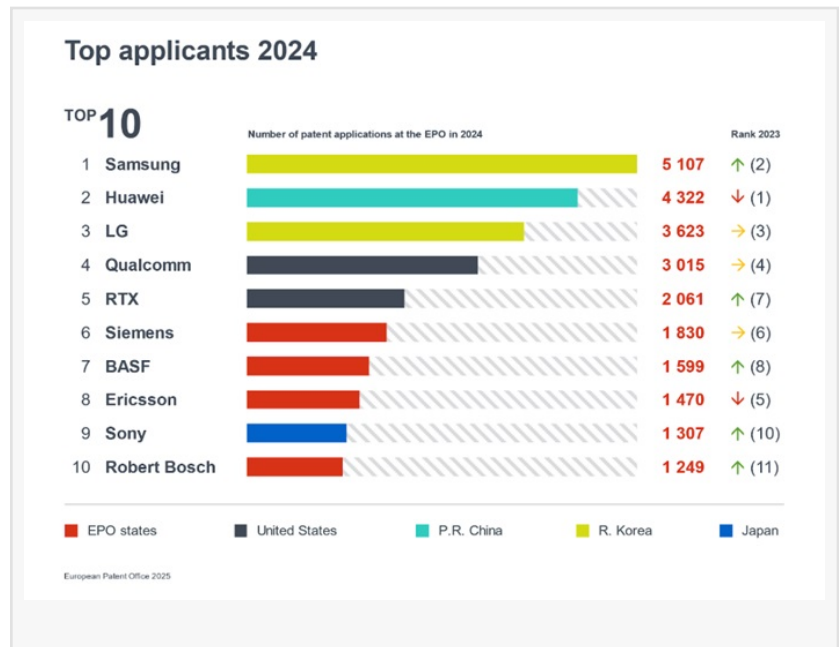 Top applicants 2024
TOP 10
Number of patent applications at the EPO in 2024 Rank 2023
1 Samsung 5 107 ↑ (2)
2 Huawei 4 322 ↓ (1)
3 LG 3 623 → (3)
4 Qualcomm 3 015 → (4)
5 RTX 2 061 ↑ (7)
6 Siemens 1 830 → (6)
7 BASF 1 599 ↑ (8)
8 Ericsson 1 470 ↓ (5)
9 Sony 1 307 ↑ (10)
10 Robert Bosch 1 249 ↑ (11)
EPO states United States P.R. China R. Korea Japan
European Patent Office 2025